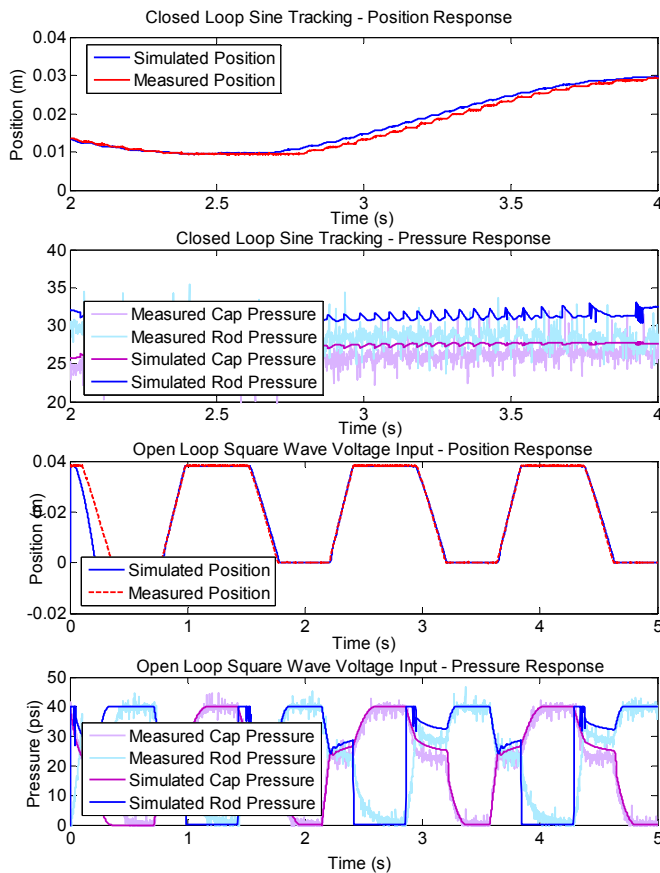 Closed Loop Sine Tracking - Position Response
0.04
0.03
0.02
0.01
0
Position (m)
Simulated Position
Measured Position
2
2.5
3
3.5
4
Time (s)
Closed Loop Sine Tracking - Pressure Response
40
35
30
25
20
Measured Cap Pressure
Measured Rod Pressure
Simulated Cap Pressure
Simulated Rod Pressure
2
2.5
3
3.5
4
Time (s)
Open Loop Square Wave Voltage Input - Position Response
0.04
0.02
0
-0.02
Position (m)
Simulated Position
Measured Position
0
1
2
3
4
5
Time (s)
Open Loop Square Wave Voltage Input - Pressure Response
50
40
30
20
10
0
Pressure (psi)
Measured Cap Pressure
Measured Rod Pressure
Simulated Cap Pressure
Simulated Rod Pressure
0
1
2
3
4
5
Time (s)